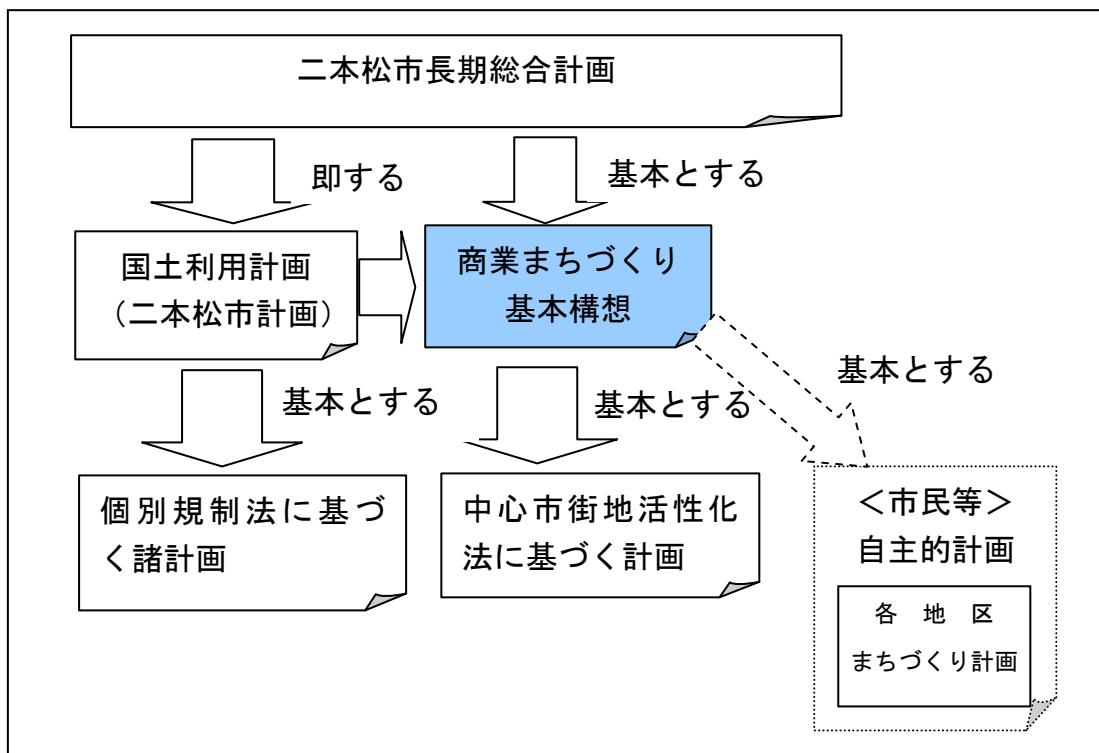 二本松市長期総合計画
即する
基本とする
国土利用計画
（二本松市計画）
商業まちづくり
基本構想
基本とする
基本とする
基本とする
個別規制法に基づ
く諸計画
中心市街地活性化
法に基づく計画
＜市民等＞
自主的計画
各　地　区
まちづくり計画